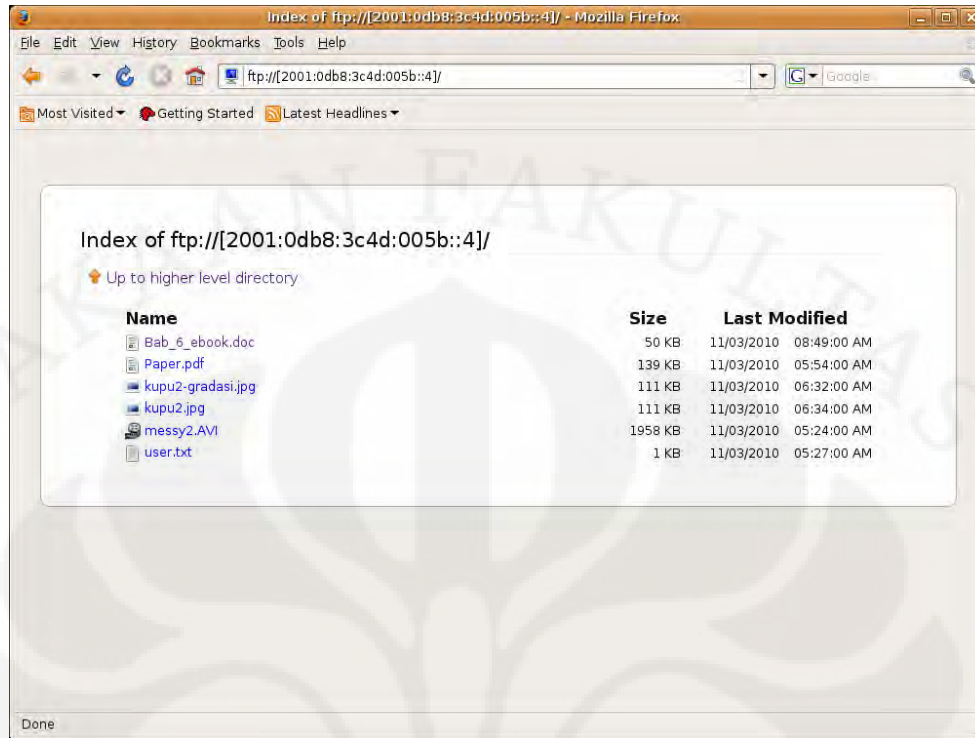 Index of ftp://[2001:0db8:3c4d:005b::4]/ - Mozilla Firefox
File Edit View History Bookmarks Tools Help
ftp://[2001:0db8:3c4d:005b::4]/ G Google
Most Visited Getting Started Latest Headlines
Index of ftp://[2001:0db8:3c4d:005b::4]/
Up to higher level directory
Name Size Last Modified
Bab_6_ebook.doc 50 KB 11/03/2010 08:49:00 AM
Paper.pdf 139 KB 11/03/2010 05:54:00 AM
kupu2-gradasi.jpg 111 KB 11/03/2010 06:32:00 AM
kupu2.jpg 111 KB 11/03/2010 06:34:00 AM
messy2.AVI 1958 KB 11/03/2010 05:24:00 AM
user.txt 1 KB 11/03/2010 05:27:00 AM
Done
AKAAN FAKULTAS